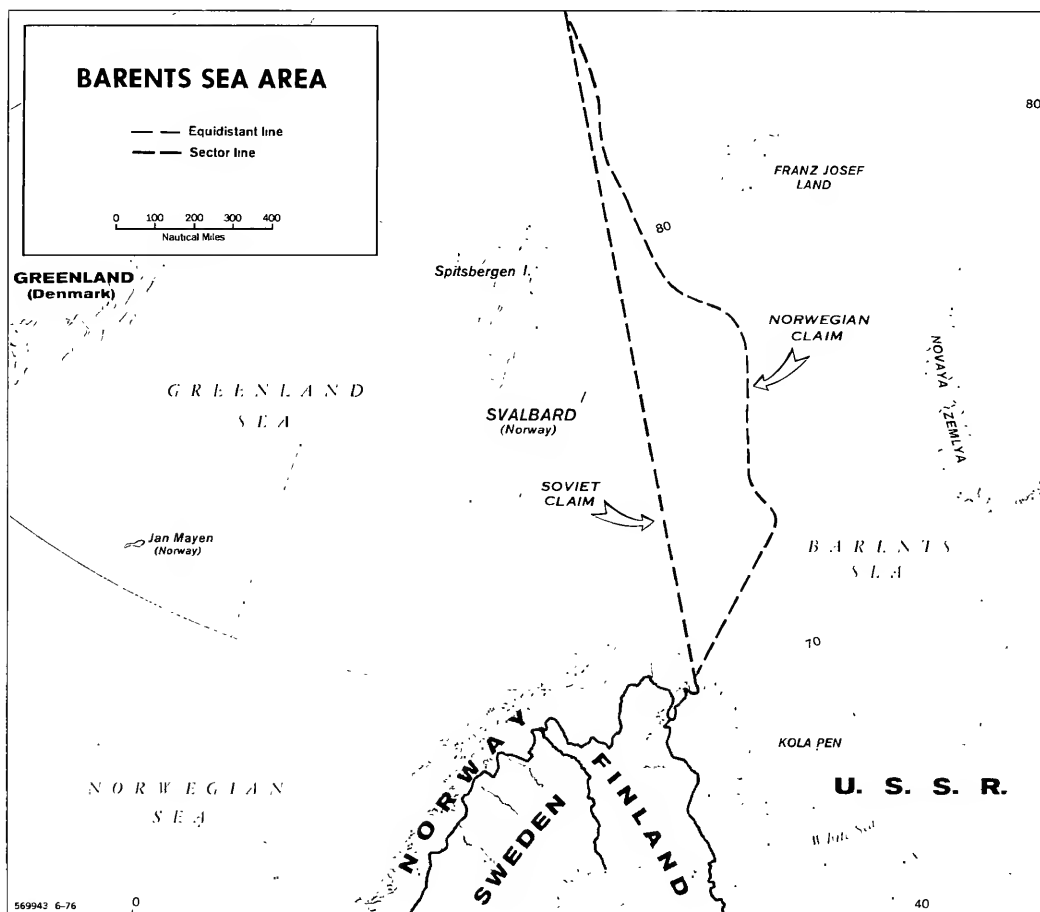 BARENTS SEA AREA
Equidistant line
Sector line
0 100 200 300 400
Nautical Miles
80
FRANZ JOSEF
LAND
80
Spitsbergen I.
GREENLAND
(Denmark)
NORWEGIAN
CLAIM
NOVAYA
ZEMLYA
GREENLAND
SEA
SVALBARD
(Norway)
SOVIET
CLAIM
Jan Mayen
(Norway)
BARENTS
SEA
70
NORWAY
KOLA PEN
FINLAND
U. S. S. R.
NORWEGIAN
SEA
SWEDEN
White Sea
569943 6-76
0
40